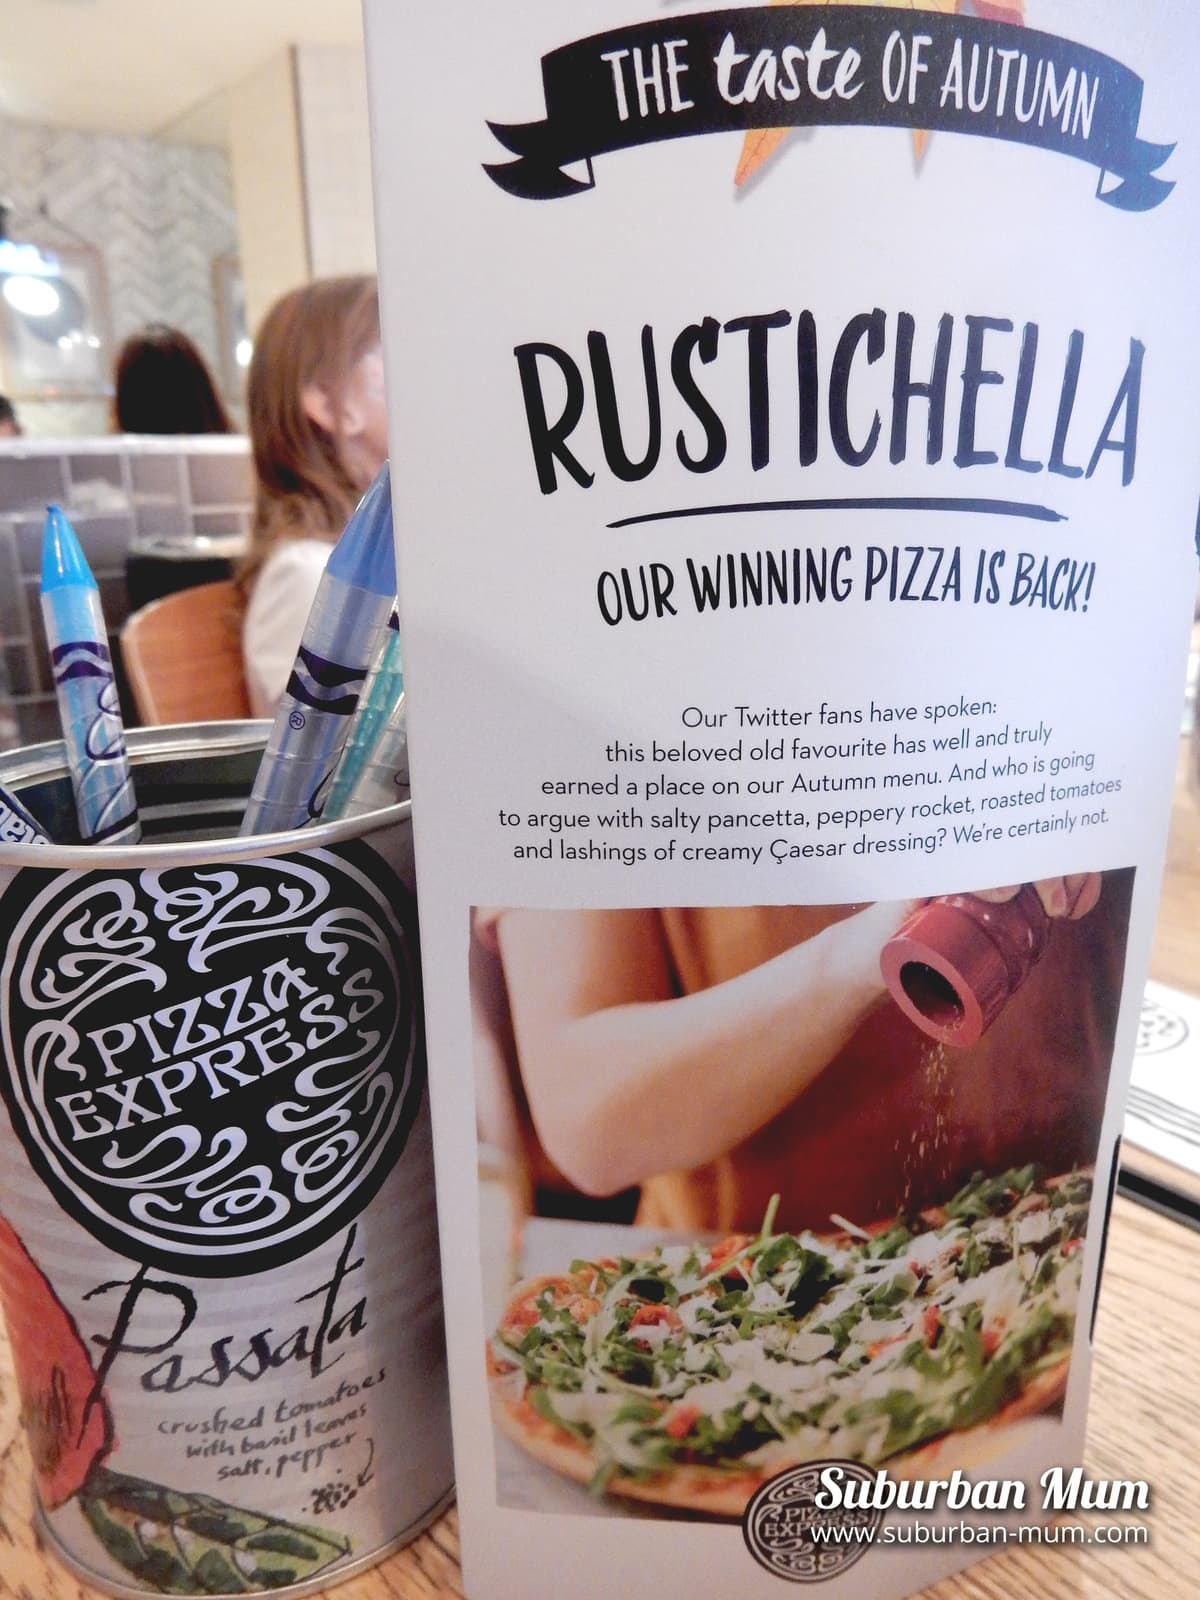 THE taste OF AUTUMN
RUSTICHELLA
OUR WINNING PIZZA IS BACK!
Our Twitter fans have spoken:
this beloved old favourite has well and truly
earned a place on our Autumn menu. And who is going
to argue with salty pancetta, peppery rocket, roasted tomatoes
and lashings of creamy Çaesar dressing? We're certainly not.
PIZZA
EXPRESS
Passata
crushed tomatoes
with basil leaves
salt, pepper
PIZZA
EXPRESS
Suburban Mum
www.suburban-mum.com
®